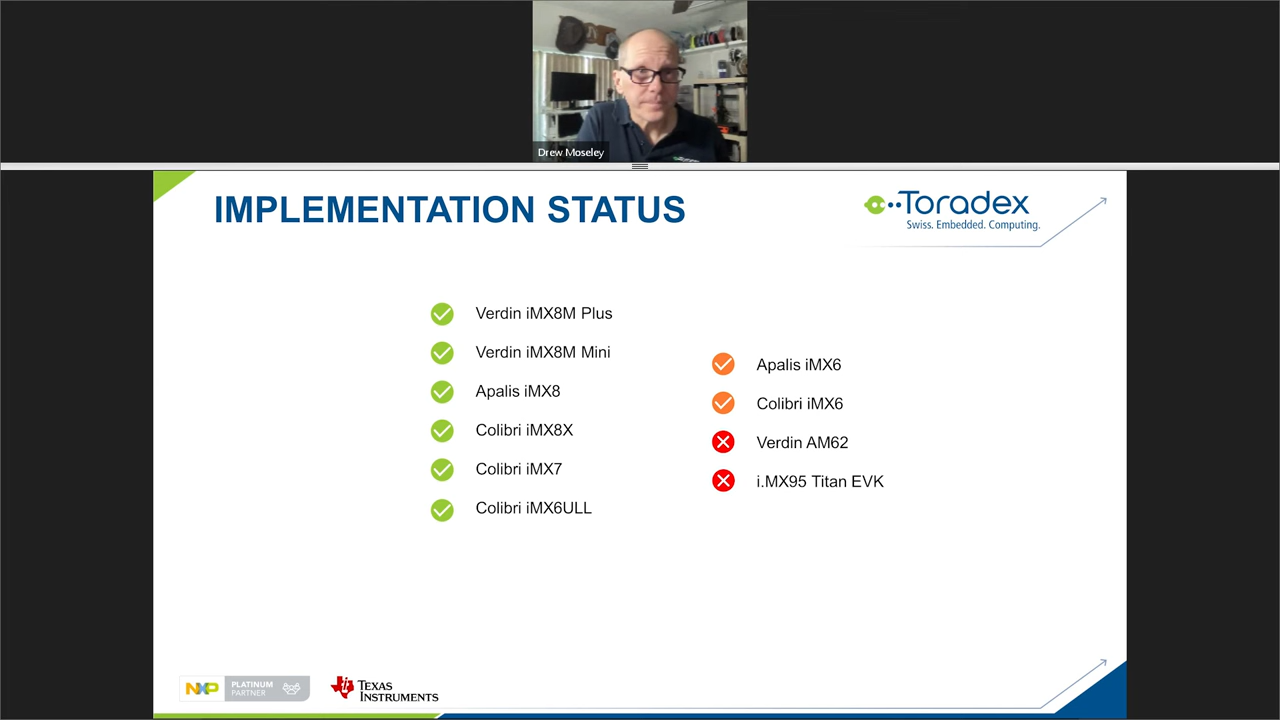 Drew Moseley
IMPLEMENTATION STATUS
Toradex
Swiss. Embedded. Computing.
Verdin iMX8M Plus
Verdin iMX8M Mini
Apalis iMX8
Colibri iMX8X
Colibri iMX7
Colibri iMX6ULL
Apalis iMX6
Colibri iMX6
Verdin AM62
i.MX95 Titan EVK
NXP
PLATINUM
PARTNER
TEXAS
INSTRUMENTS